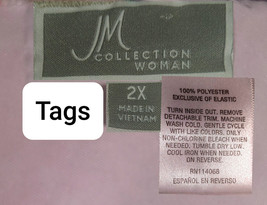 JM
COLLECTION
WOMAN
2X
MADE IN
VIETNAM
Tags
100% POLYESTER
EXCLUSIVE OF ELASTIC
TURN INSIDE OUT. REMOVE
DETACHABLE TRIM. MACHINE
WASH COLD. GENTLE CYCLE
WITH LIKE COLORS. ONLY
NON-CHLORINE BLEACH WHEN
NEEDED. TUMBLE DRY LOW.
COOL IRON WHEN NEEDED.
ON REVERSE.
RN114068
ESPAÑOL EN REVERSO